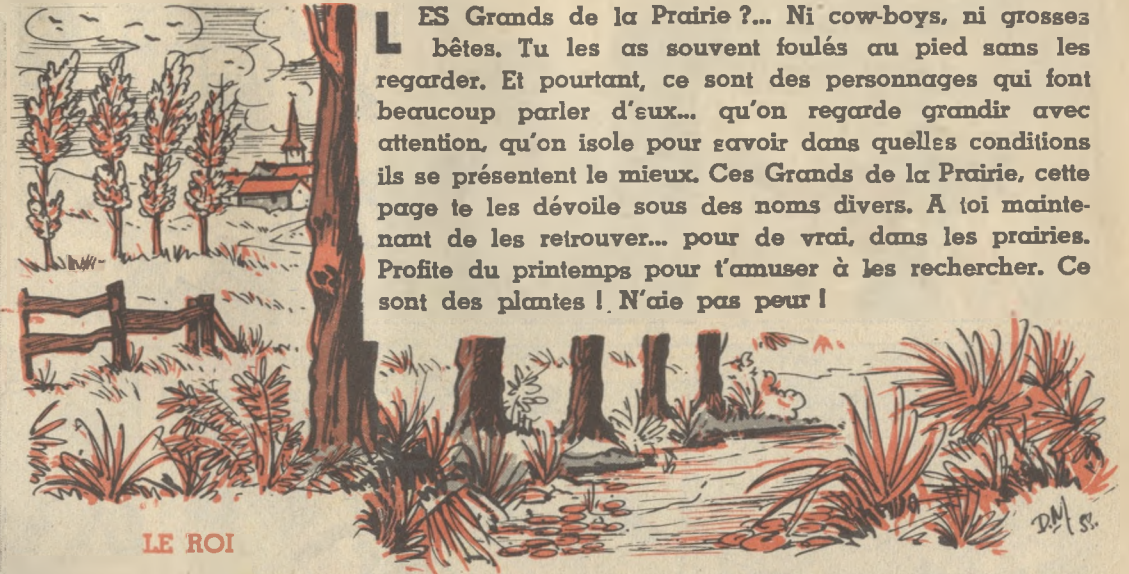 LES Grands de la Prairie ?... Ni cow-boys, ni grosses
bêtes. Tu les as souvent foulés au pied sans les
regarder. Et pourtant, ce sont des personnages qui font
beaucoup parler d'eux... qu'on regarde grandir avec
attention, qu'on isole pour savoir dans quelles conditions
ils se présentent le mieux. Ces Grands de la Prairie, cette
page te les dévoile sous des noms divers. A toi mainte-
nant de les retrouver... pour de vrai, dans les prairies.
Profite du printemps pour t'amuser à les rechercher. Ce
sont des plantes ! N'aie pas peur !
D.M 55.
LE ROI